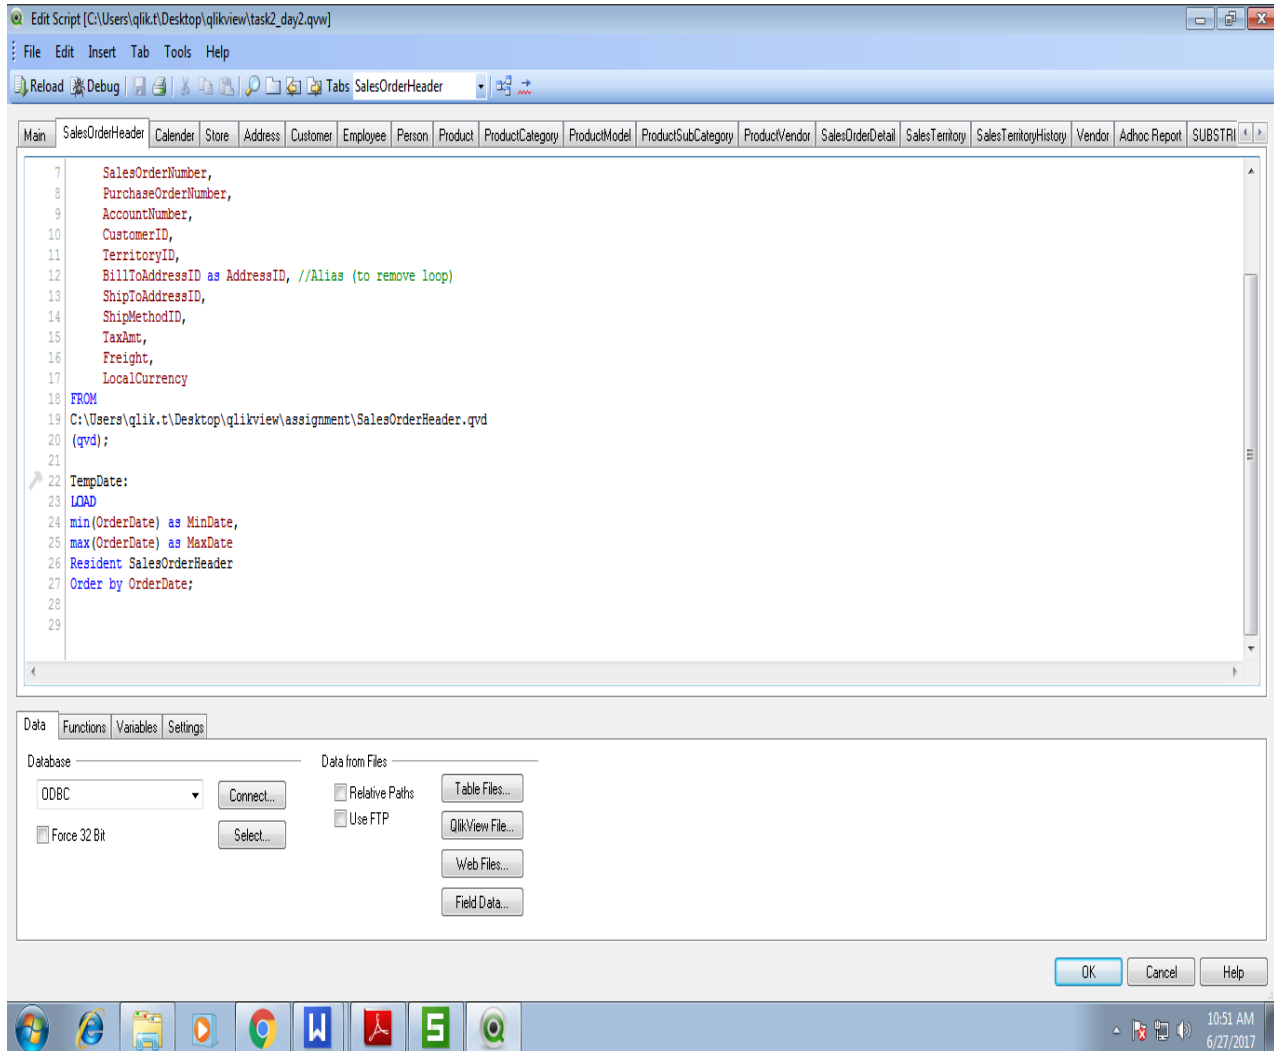 Edit Script [C:\Users\qlik.t\Desktop\qlikview\task2_day2.qvw]
File Edit Insert Tab Tools Help
Reload Debug Tabs SalesOrderHeader
Main SalesOrderHeader Calender Store Address Customer Employee Person Product ProductCategory ProductModel ProductSubCategory ProductVendor SalesOrderDetail SalesTerritory SalesTerritoryHistory Vendor Adhoc Report SUBSTRI
7 SalesOrderNumber,
8 PurchaseOrderNumber,
9 AccountNumber,
10 CustomerID,
11 TerritoryID,
12 BillToAddressID as AddressID, //Alias (to remove loop)
13 ShipToAddressID,
14 ShipMethodID,
15 TaxAmt,
16 Freight,
17 LocalCurrency
18 FROM
19 C:\Users\qlik.t\Desktop\qlikview\assignment\SalesOrderHeader.qvd
20 (qvd);
21
22 TempDate:
23 LOAD
24 min(OrderDate) as MinDate,
25 max(OrderDate) as MaxDate
26 Resident SalesOrderHeader
27 Order by OrderDate;
28
29
Data Functions Variables Settings
Database Data from Files
ODBC Connect... Relative Paths Table Files...
Use FTP QlikView File...
Force 32 Bit Select...
Web Files...
Field Data...
OK Cancel Help
10:51 AM
6/27/2017